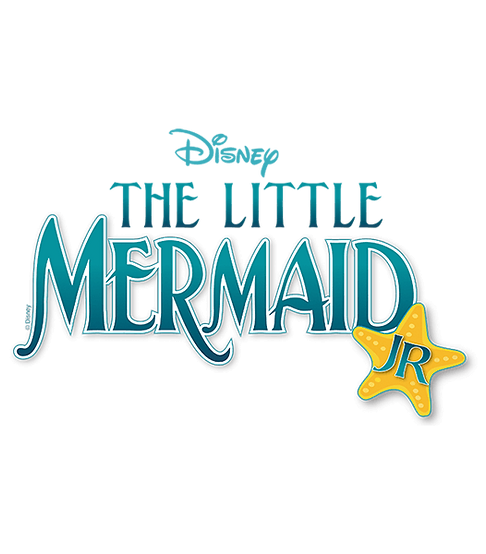 Disney
THE LITTLE
MERMAID
JR
© Disney